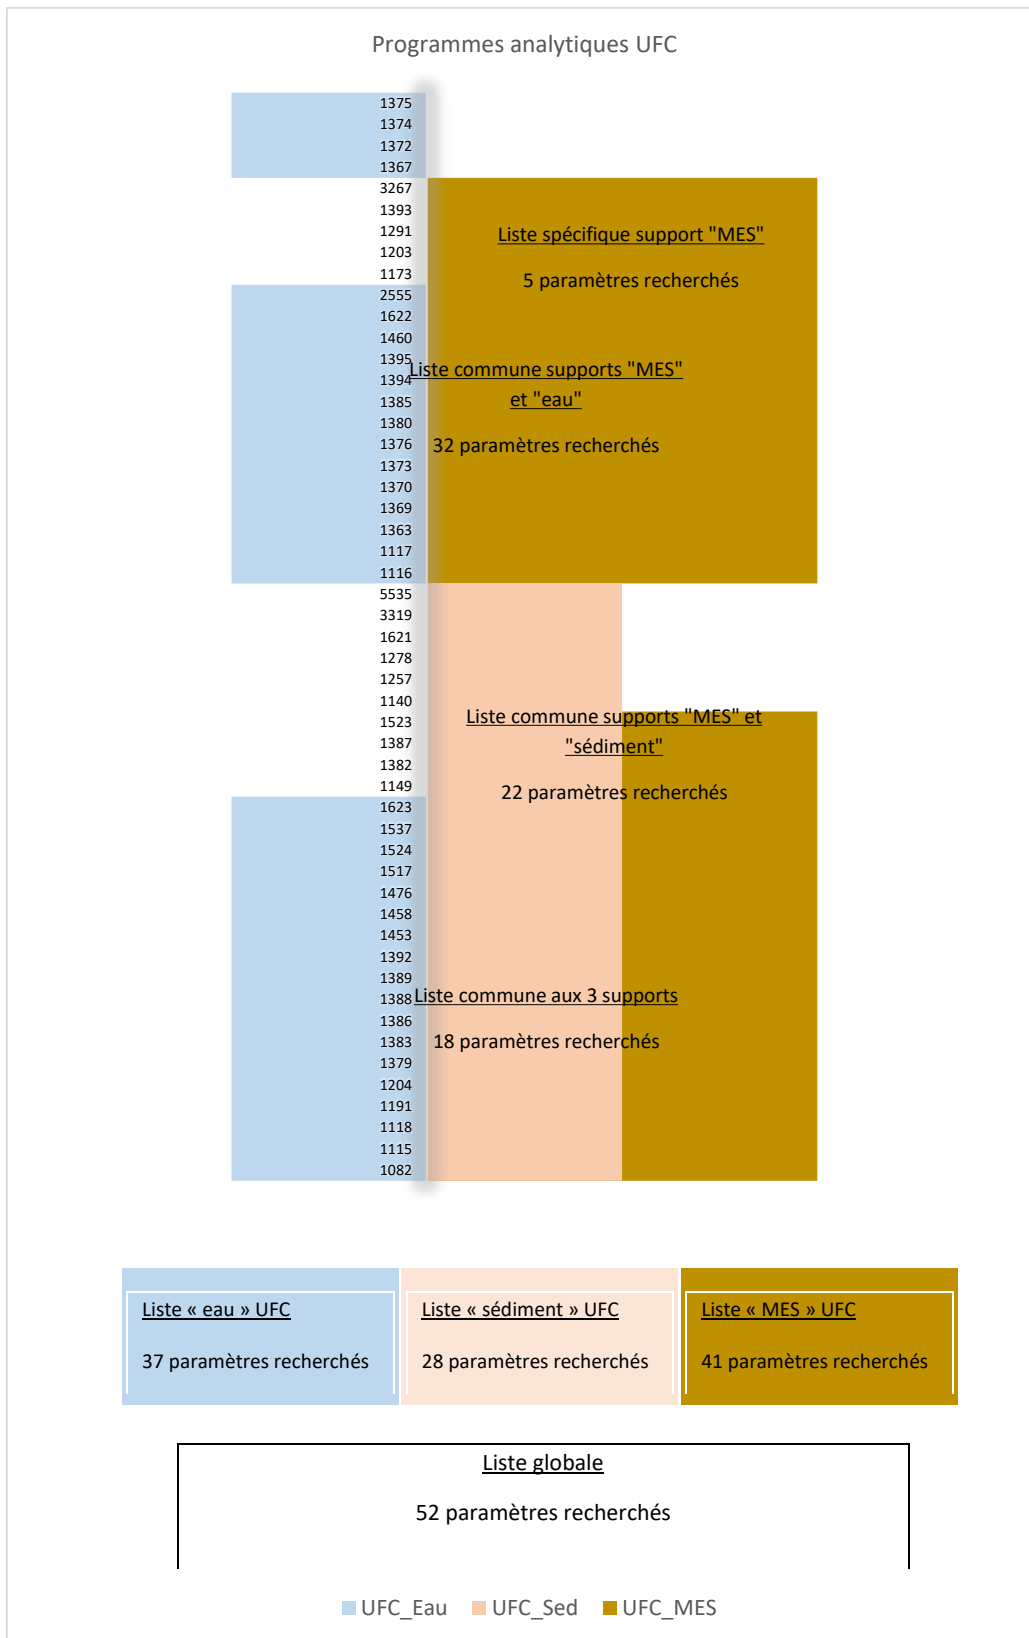 Programmes analytiques UFC
1375
1374
1372
1367
3267
1393
1291
1203
1173
Liste spécifique support "MES"
5 paramètres recherchés
2555
1622
1460
1395
1394
1385
1380
1376
1373
1370
1369
1363
1117
1116
Liste commune supports "MES"
et "eau"
32 paramètres recherchés
5535
3319
1621
1278
1257
1140
1523
1387
1382
1149
Liste commune supports "MES" et
"sédiment"
22 paramètres recherchés
1623
1537
1524
1517
1476
1458
1453
1392
1389
1388
1386
1383
1379
1204
1191
1118
1115
1082
Liste commune aux 3 supports
18 paramètres recherchés
Liste « eau » UFC
37 paramètres recherchés
Liste « sédiment » UFC
28 paramètres recherchés
Liste « MES » UFC
41 paramètres recherchés
Liste globale
52 paramètres recherchés
UFC_Eau UFC_Sed UFC_MES